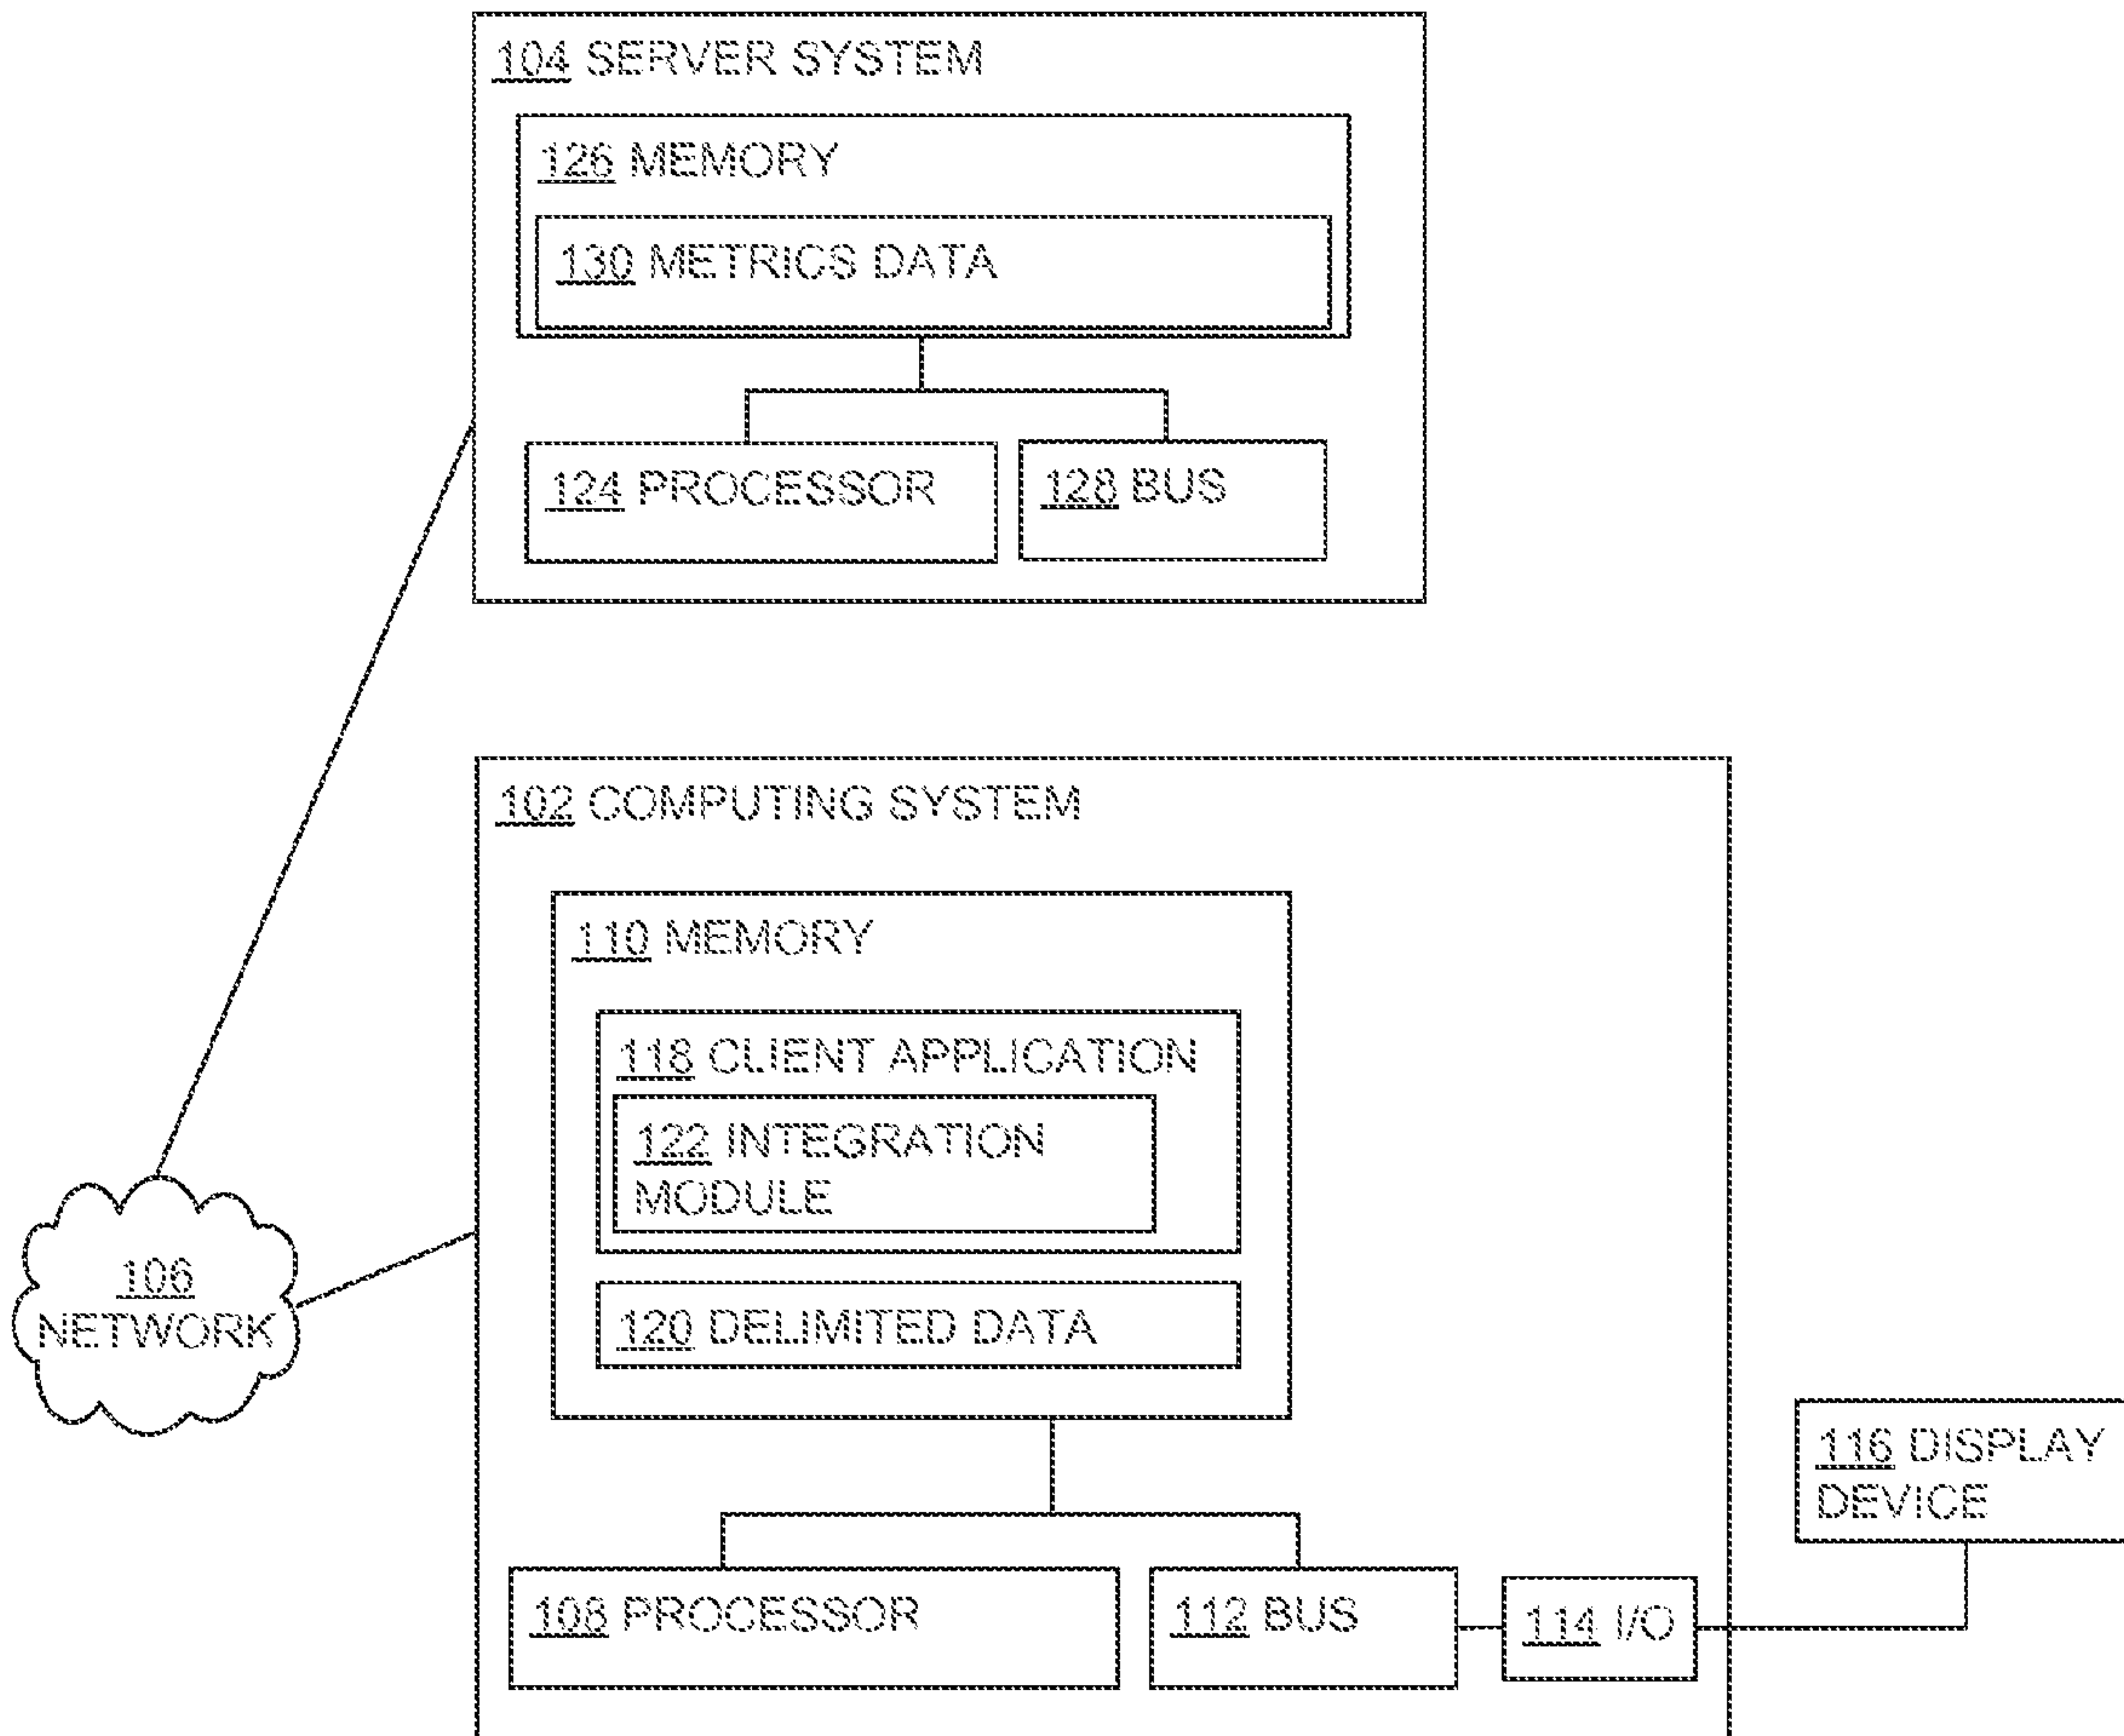 104 SERVER SYSTEM
126 MEMORY
130 METRICS DATA
124 PROCESSOR
128 BUS
102 COMPUTING SYSTEM
110 MEMORY
118 CLIENT APPLICATION
122 INTEGRATION
MODULE
106
NETWORK
120 DELIMITED DATA
116 DISPLAY
DEVICE
108 PROCESSOR
112 BUS
114 I/O